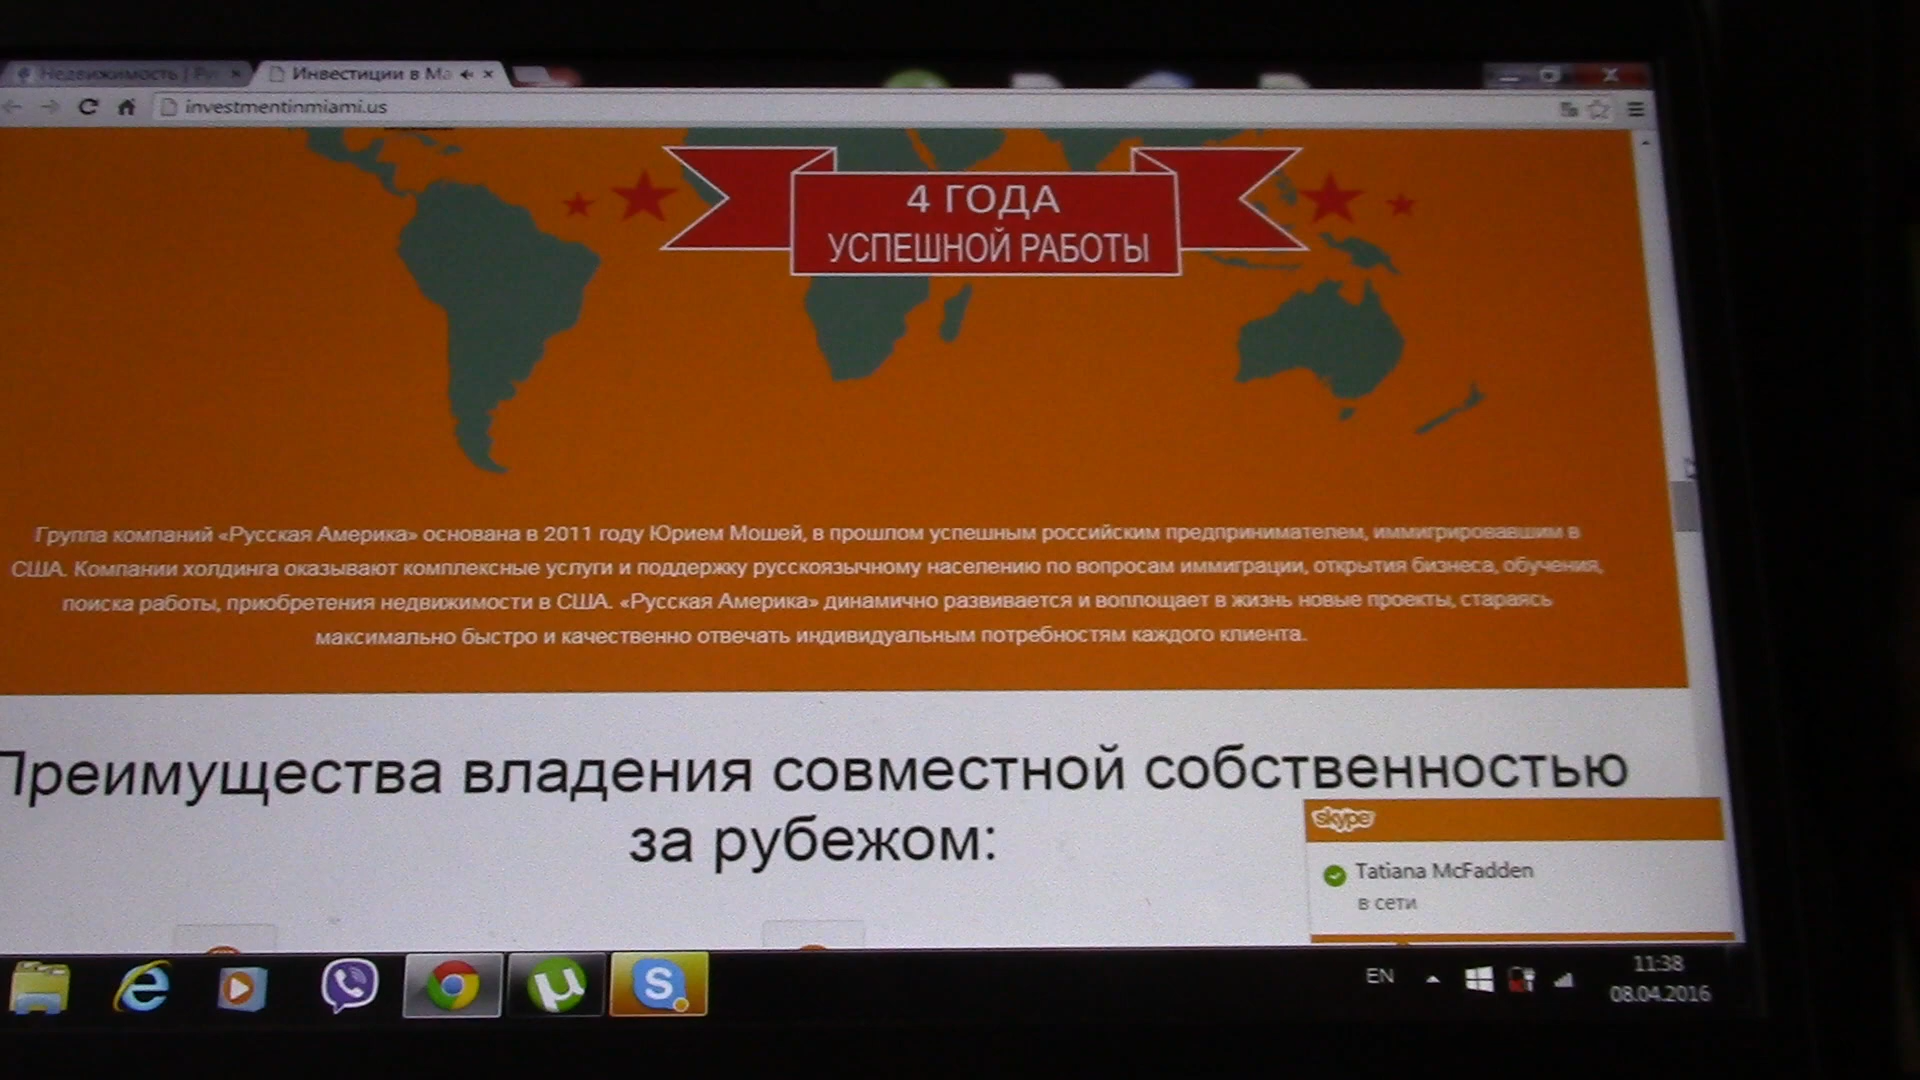 Недвижимость | Ру
Инвестиции в Ма
investmentinmiami.us
4 ГОДА
УСПЕШНОЙ РАБОТЫ
Группа компаний «Русская Америка» основана в 2011 году Юрием Мошей, в прошлом успешным российским предпринимателем, иммигрировавшим в
США. Компании холдинга оказывают комплексные услуги и поддержку русскоязычному населению по вопросам иммиграции, открытия бизнеса, обучения,
поиска работы, приобретения недвижимости в США. «Русская Америка» динамично развивается и воплощает в жизнь новые проекты, стараясь
максимально быстро и качественно отвечать индивидуальным потребностям каждого клиента.
Преимущества владения совместной собственностью
за рубежом:
skype
Tatiana McFadden
в сети
EN
11:38
08.04.2016